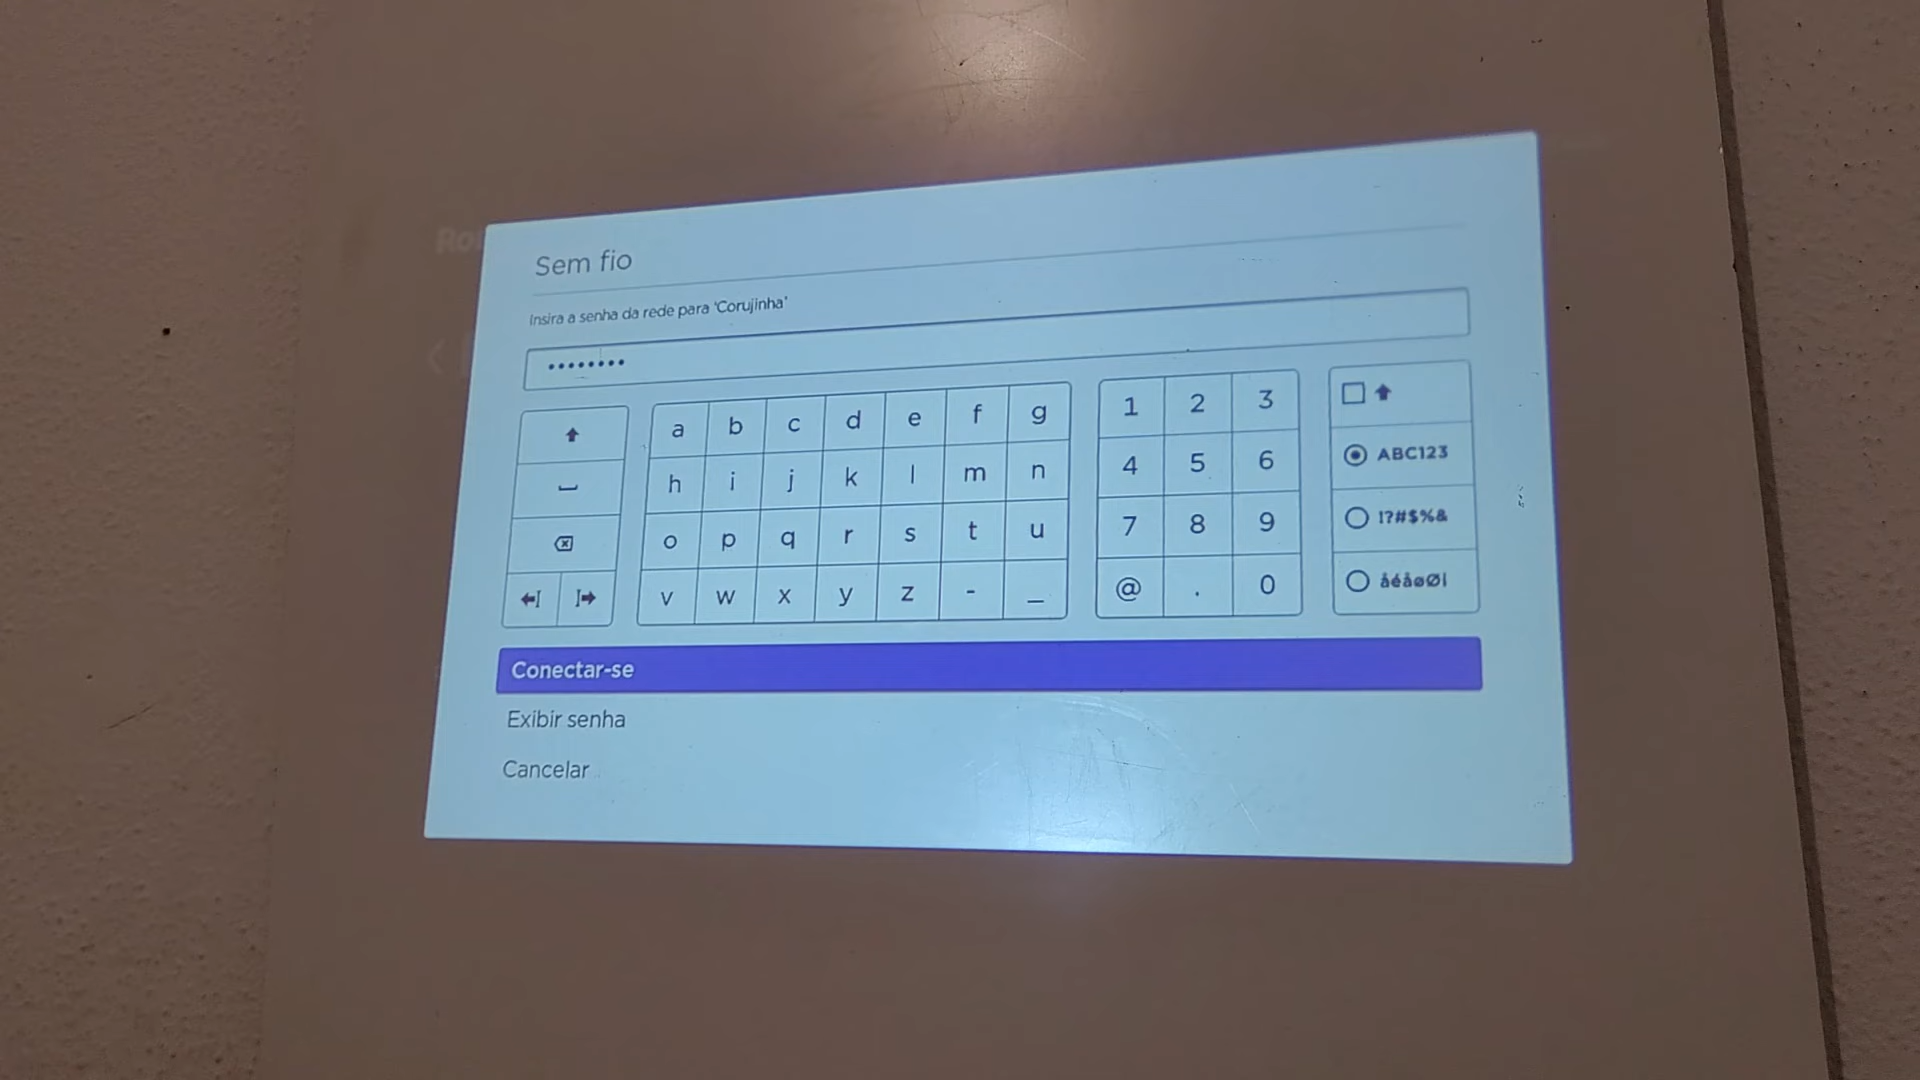 Sem fio
Insira a senha da rede para 'Corujinha'
••••••••
a b c d e f g 1 2 3
ABC123
h i j k l m n 4 5 6
!?#$%&
o p q r s t u 7 8 9
v w x y z - _ @ . 0
Conectar-se
Exibir senha
Cancelar